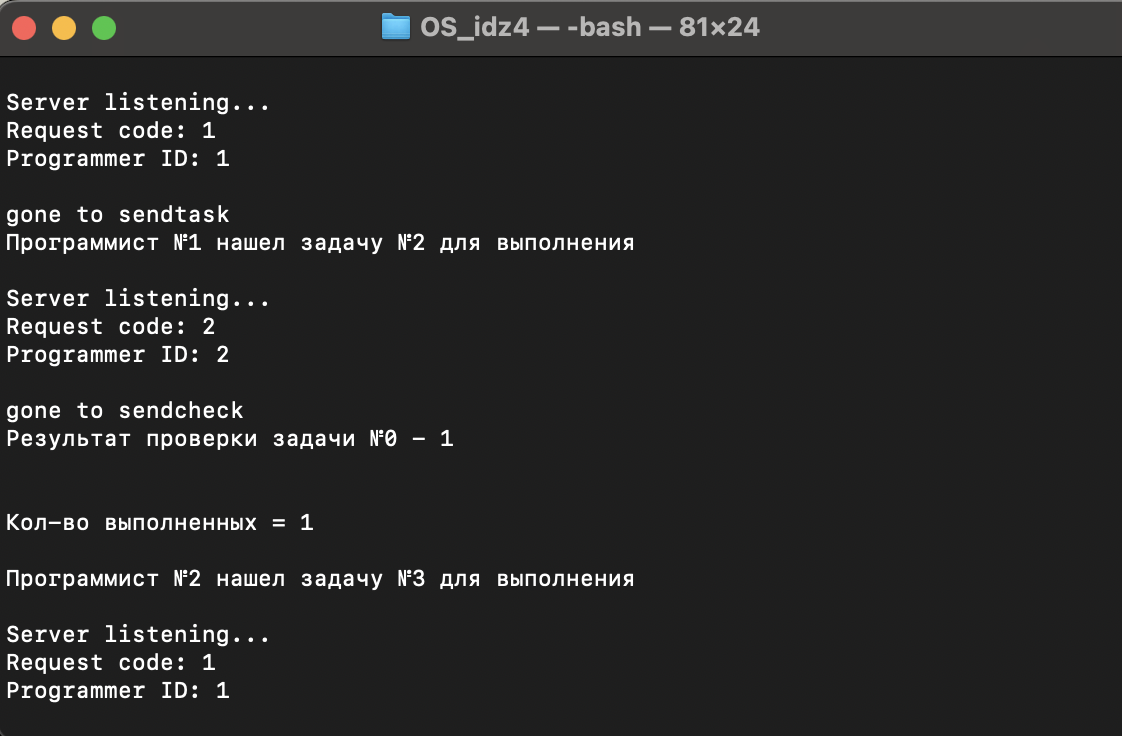 OS_idz4 — -bash — 81×24
Server listening...
Request code: 1
Programmer ID: 1
gone to sendtask
Программист №1 нашел задачу №2 для выполнения
Server listening...
Request code: 2
Programmer ID: 2
gone to sendcheck
Результат проверки задачи №0 - 1
Кол-во выполненных = 1
Программист №2 нашел задачу №3 для выполнения
Server listening...
Request code: 1
Programmer ID: 1